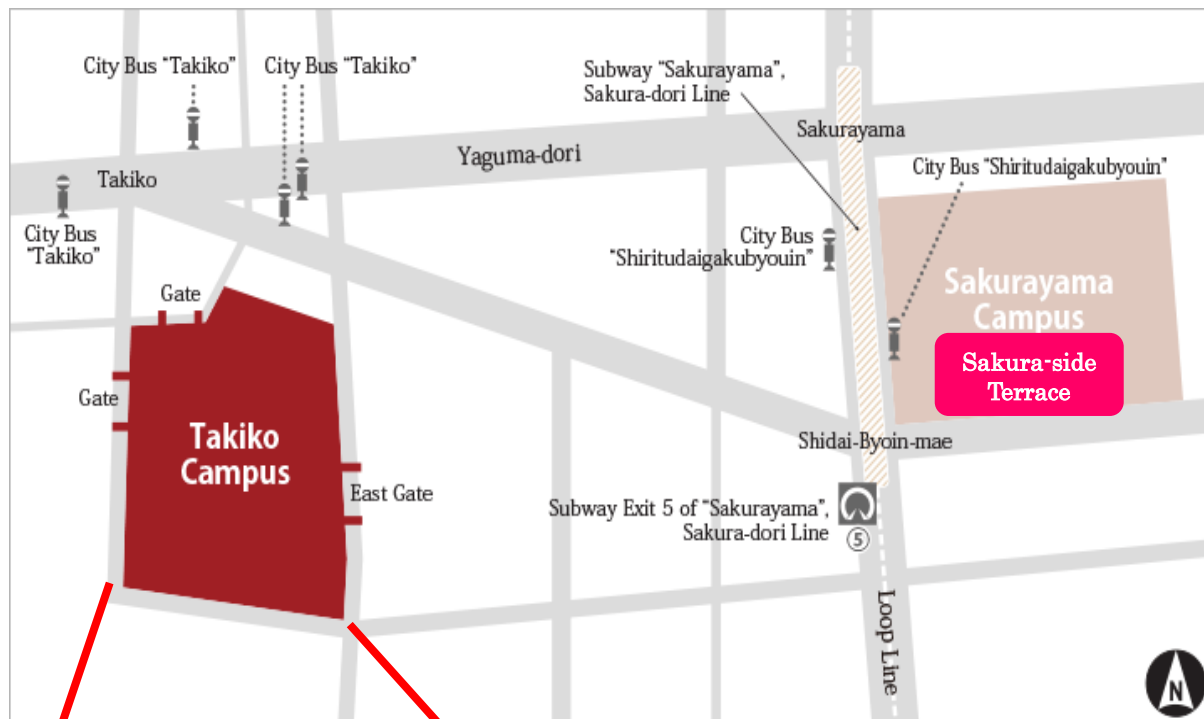 City Bus “Takiko”
City Bus “Takiko”
Subway “Sakurayama”,
Sakura-dori Line
Sakurayama
Yaguma-dori
Takiko
City Bus “Shiritudaigakubyouin”
City Bus
“Takiko”
City Bus
“Shiritudaigakubyouin”
Gate
Sakurayama
Campus
Sakura-side
Terrace
Gate
Takiko
Campus
Shidai-Byoin-mae
East Gate
Subway Exit 5 of “Sakurayama”,
Sakura-dori Line
⑤
Loop Line
N